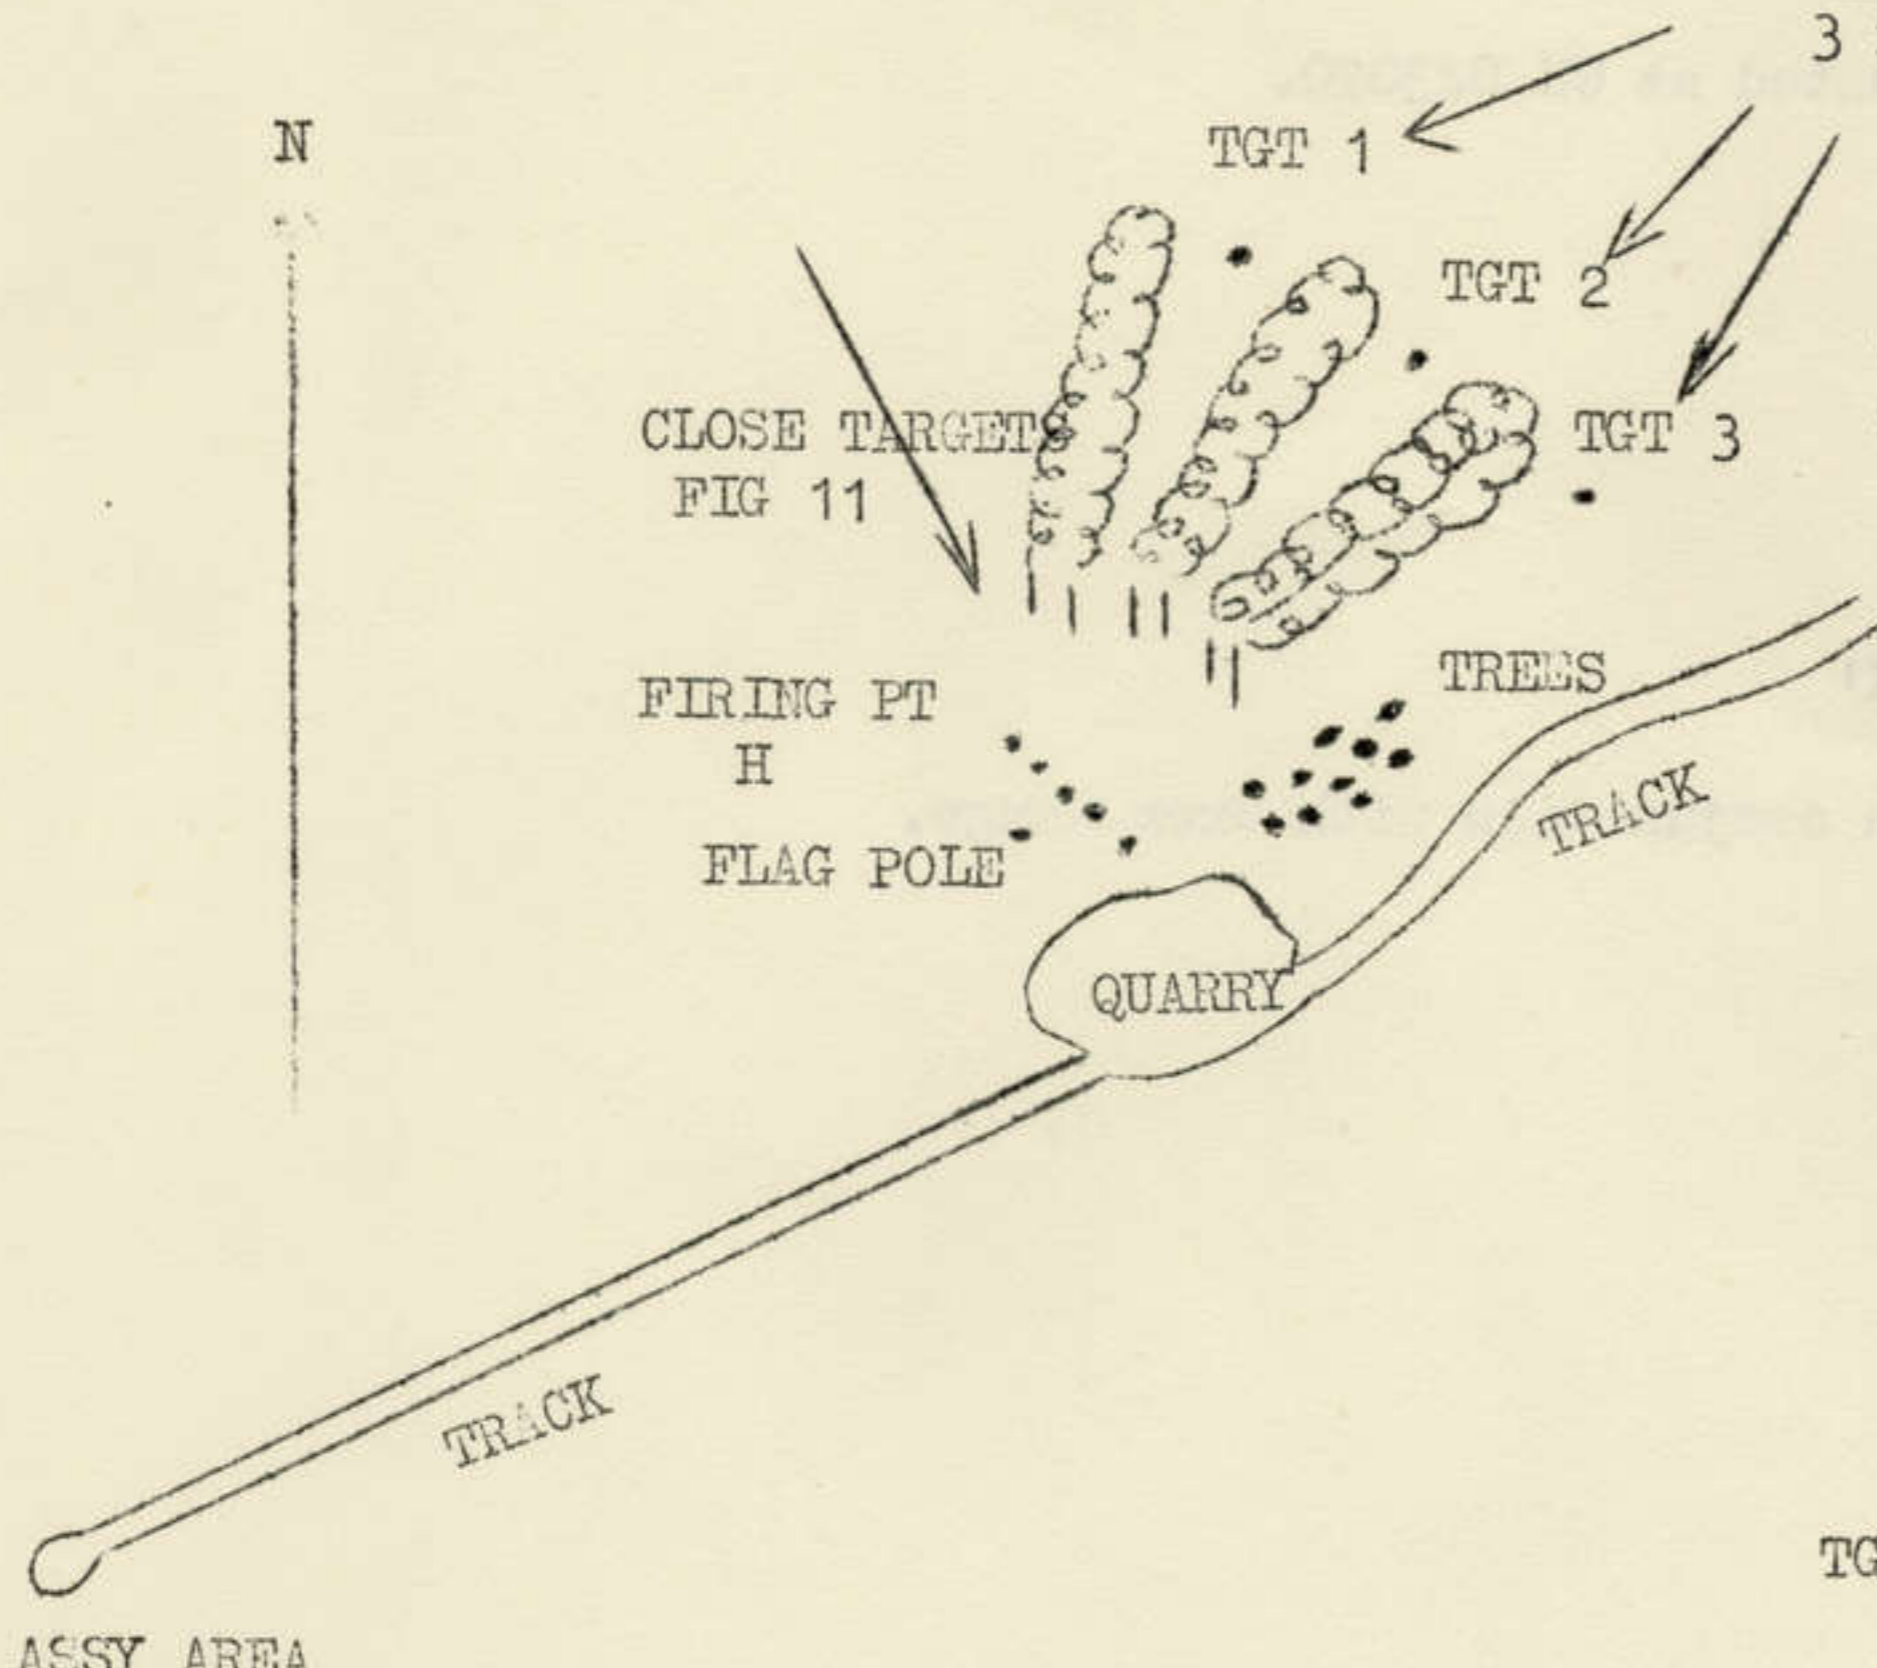 3
N
TGT 1
TGT 2
CLOSE TARGETS
TGT 3
FIG 11
TREES
FIRING PT
H
TRACK
FLAG POLE
QUARRY
TRACK
TG
ASSY AREA